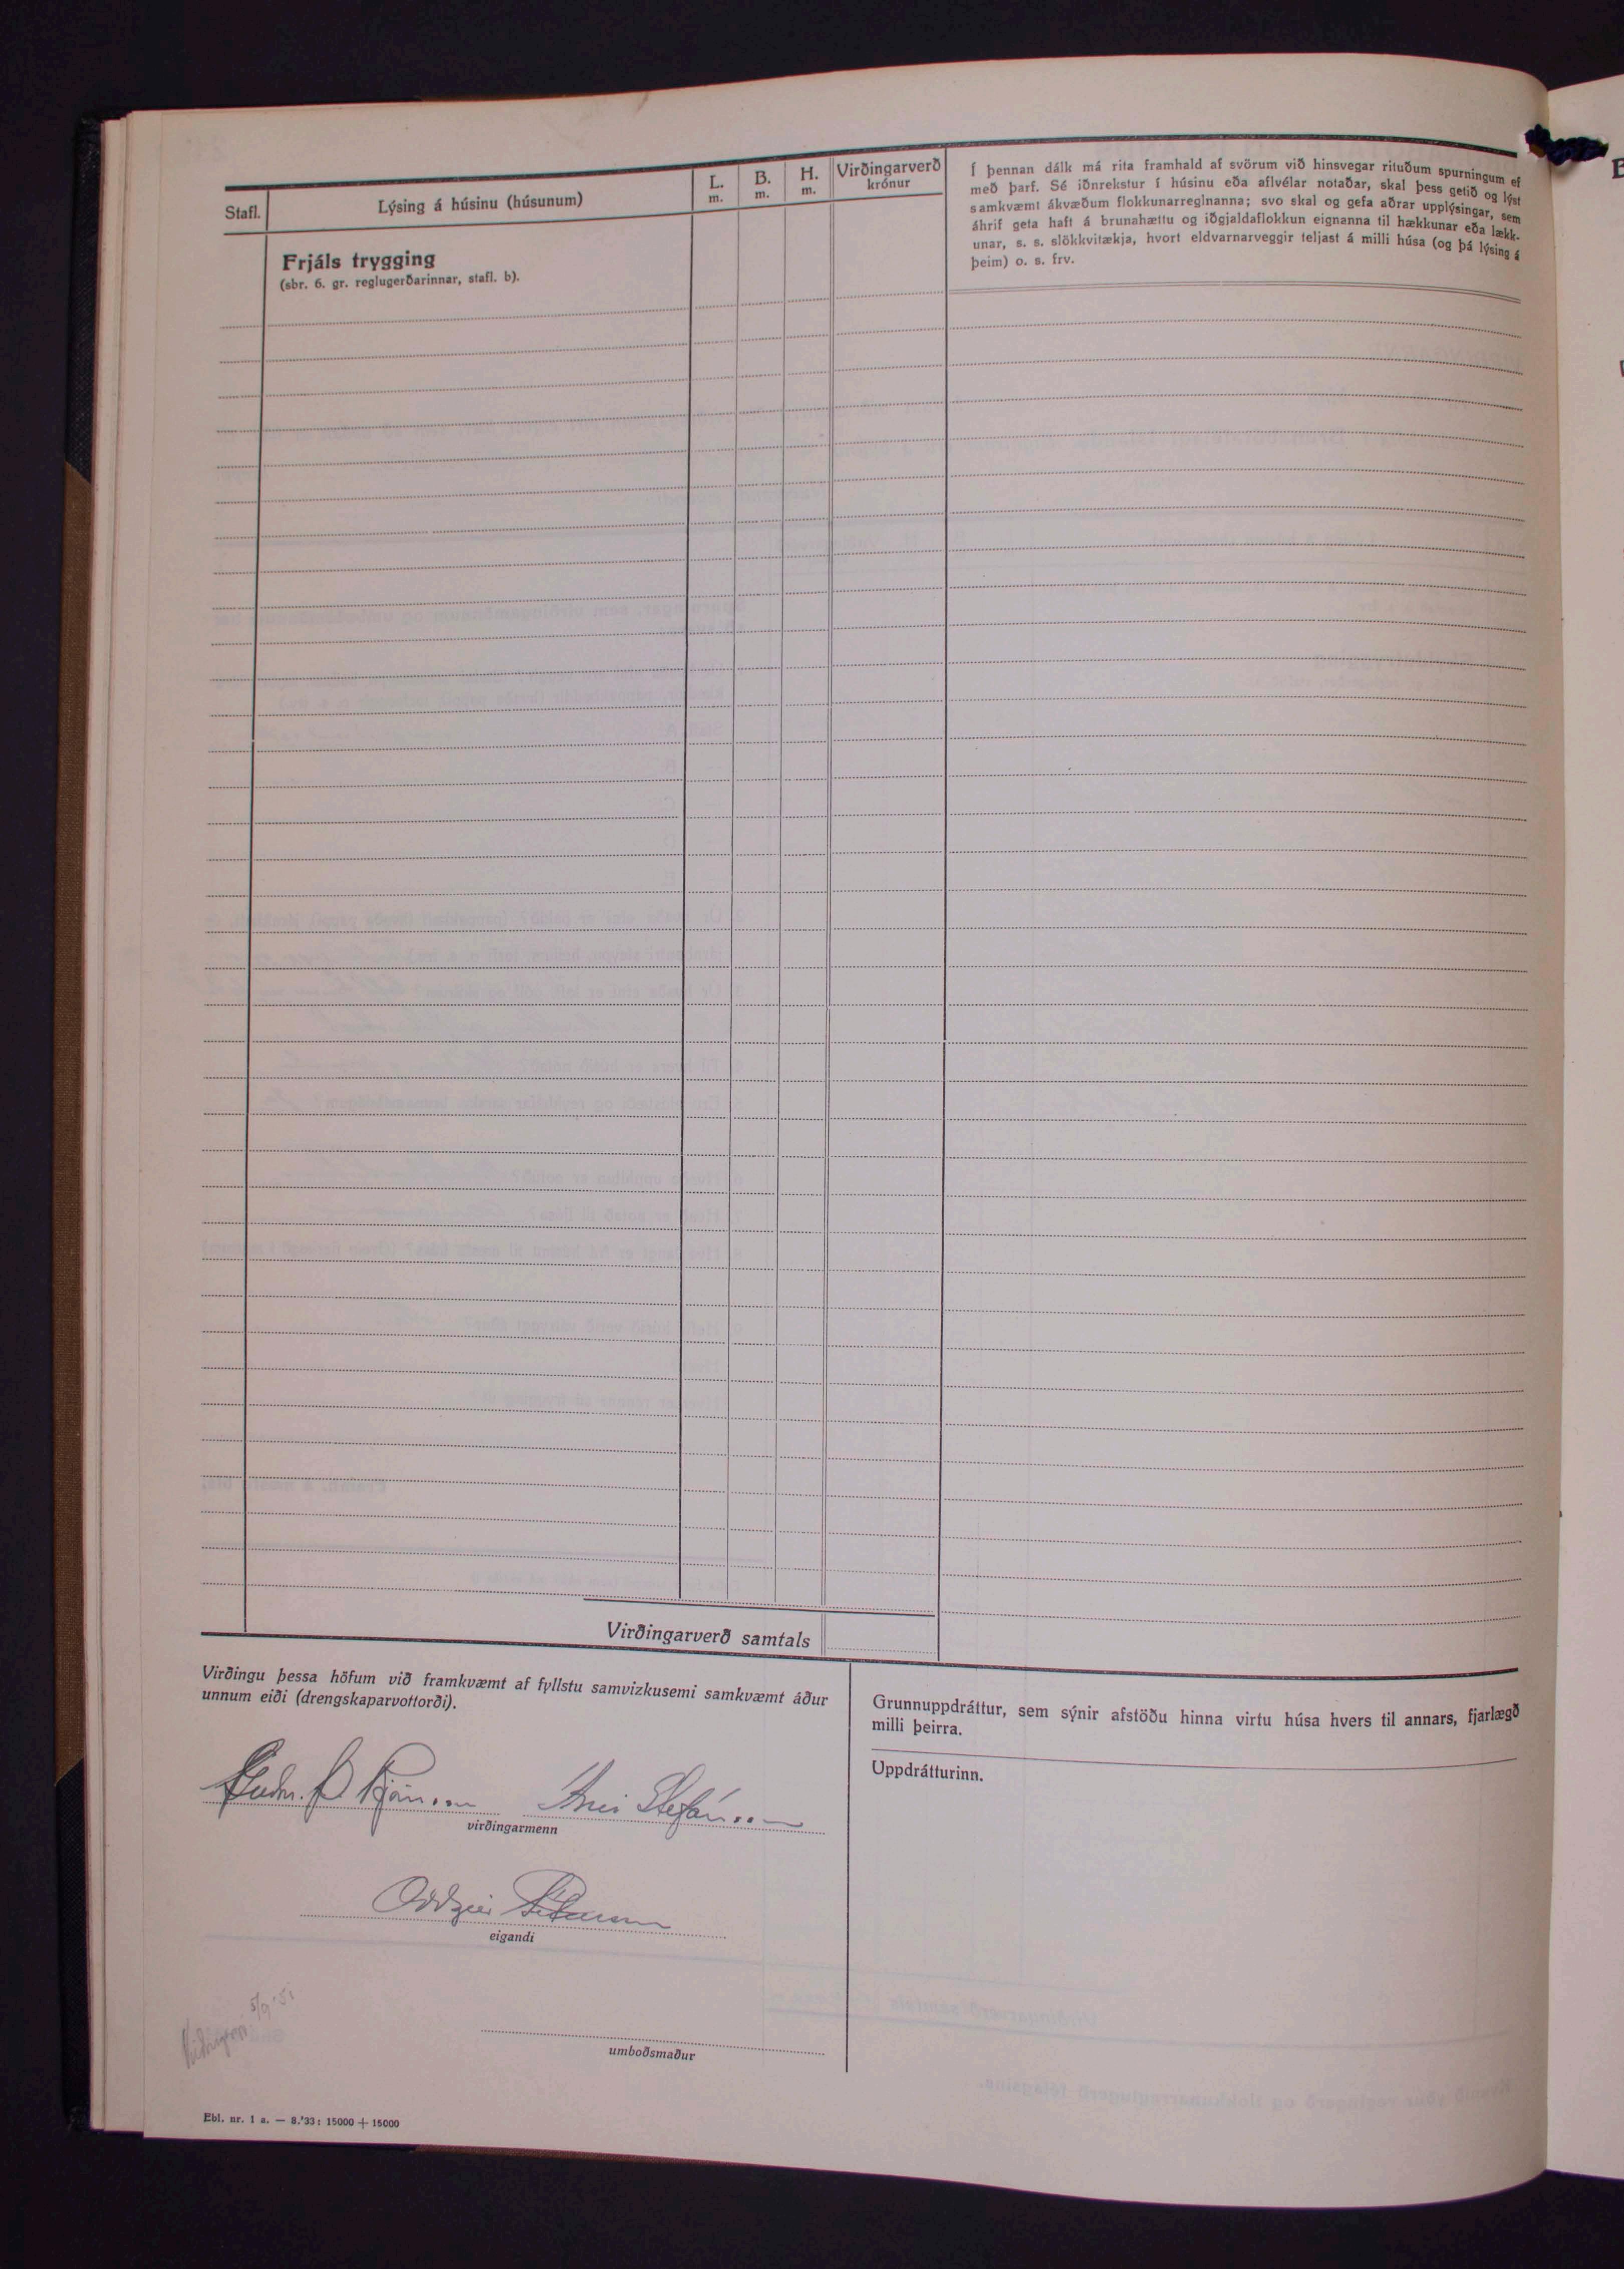 Stafl.
Lýsing á húsinu (húsunum)
L.
m.
B.
m.
H.
m.
Virðingarverð
krónur
Í þennan dálk má rita framhald af svörum við hinsvegar rituðum spurningum ef
með þarf. Sé iðnrekstur í húsinu eða aflvélar notaðar, skal þess getið og lýst
samkvæmt ákvæðum flokkunarreglnanna; svo skal og gefa aðrar upplýsingar, sem
áhrif geta haft á brunahættu og iðgjaldaflokkun eignanna til hækkunar eða lækk-
unar, s. s. slökkvitækja, hvort eldvarnarveggir teljast á milli húsa (og þá lýsing á
þeim) o. s. frv.
Frjáls trygging
(sbr. 6. gr. reglugerðarinnar, stafl. b).
Virðingarverð samtals
Virðingu þessa höfum við framkvæmt af fyllstu samvizkusemi samkvæmt áður
unnum eiði (drengskaparvottorði).
Stefánsson
virðingarmenn
Oddgeir
eigandi
umboðsmaður
Grunnuppdráttur, sem sýnir afstöðu hinna virtu húsa hvers til annars, fjarlægð
milli þeirra.
Uppdrátturinn.
Ebl. nr. 1 a. — 8.'33: 15000 + 15000